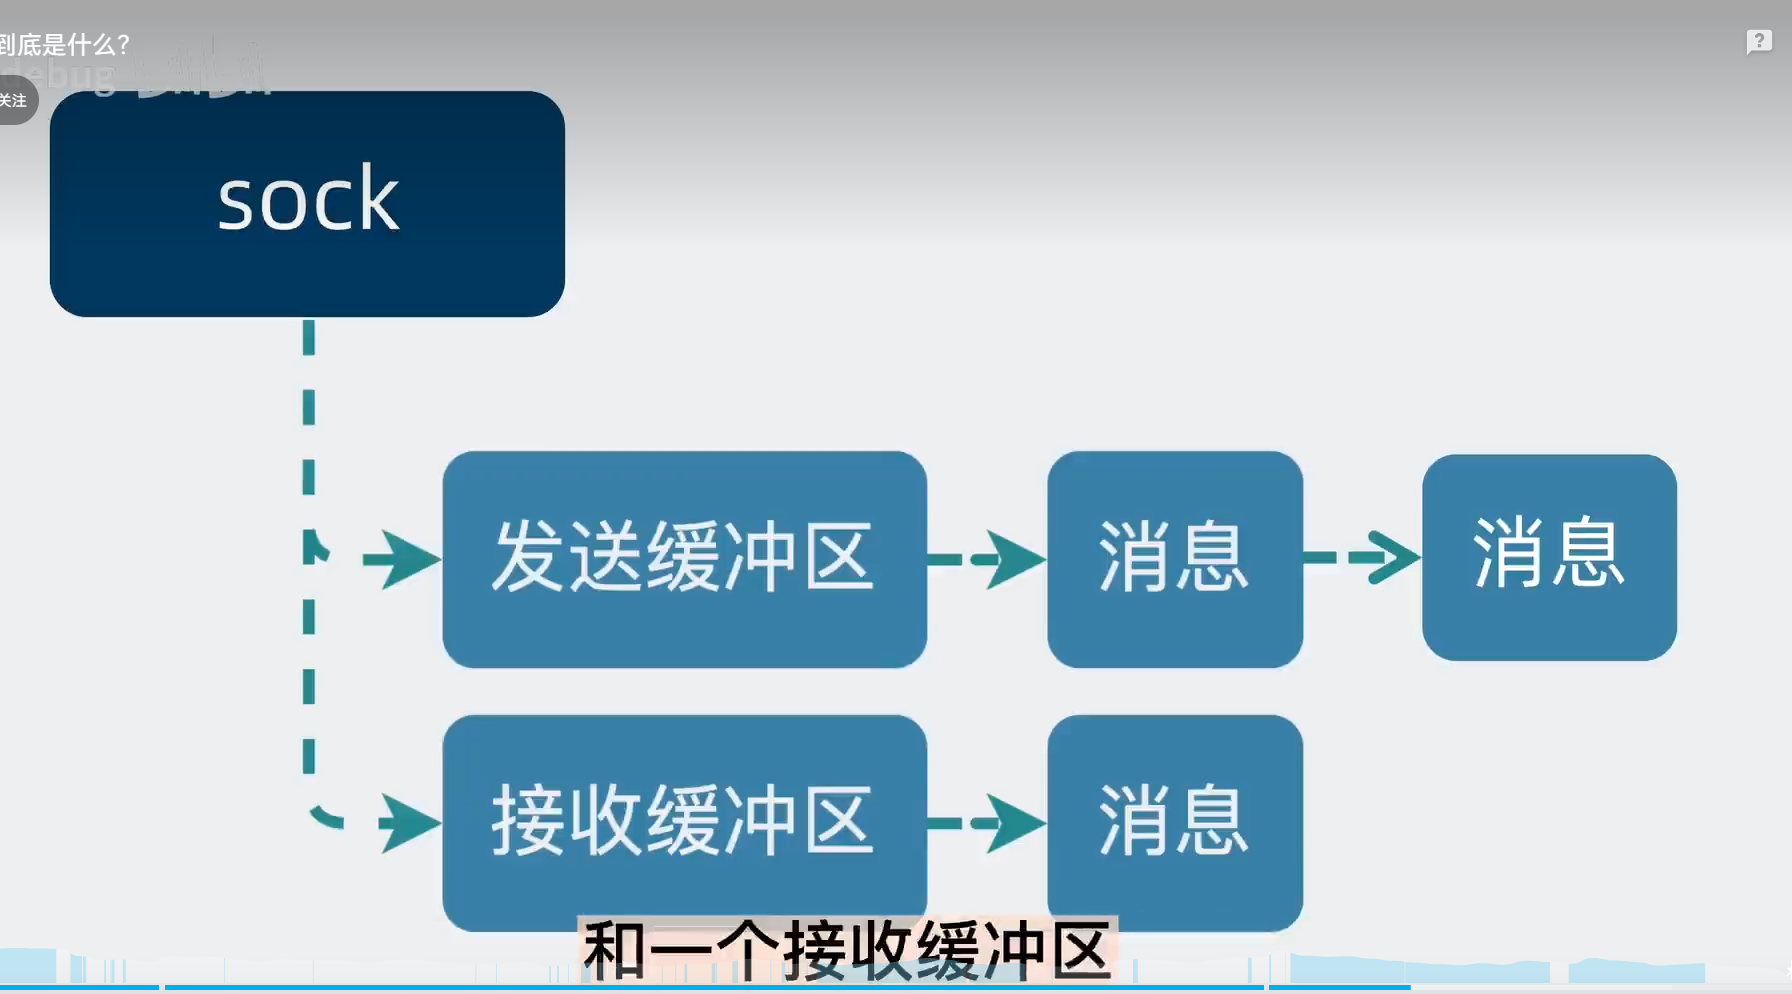 到底是什么?
debug
关注
sock
发送缓冲区
消息
消息
接收缓冲区
消息
和一个接收缓冲区